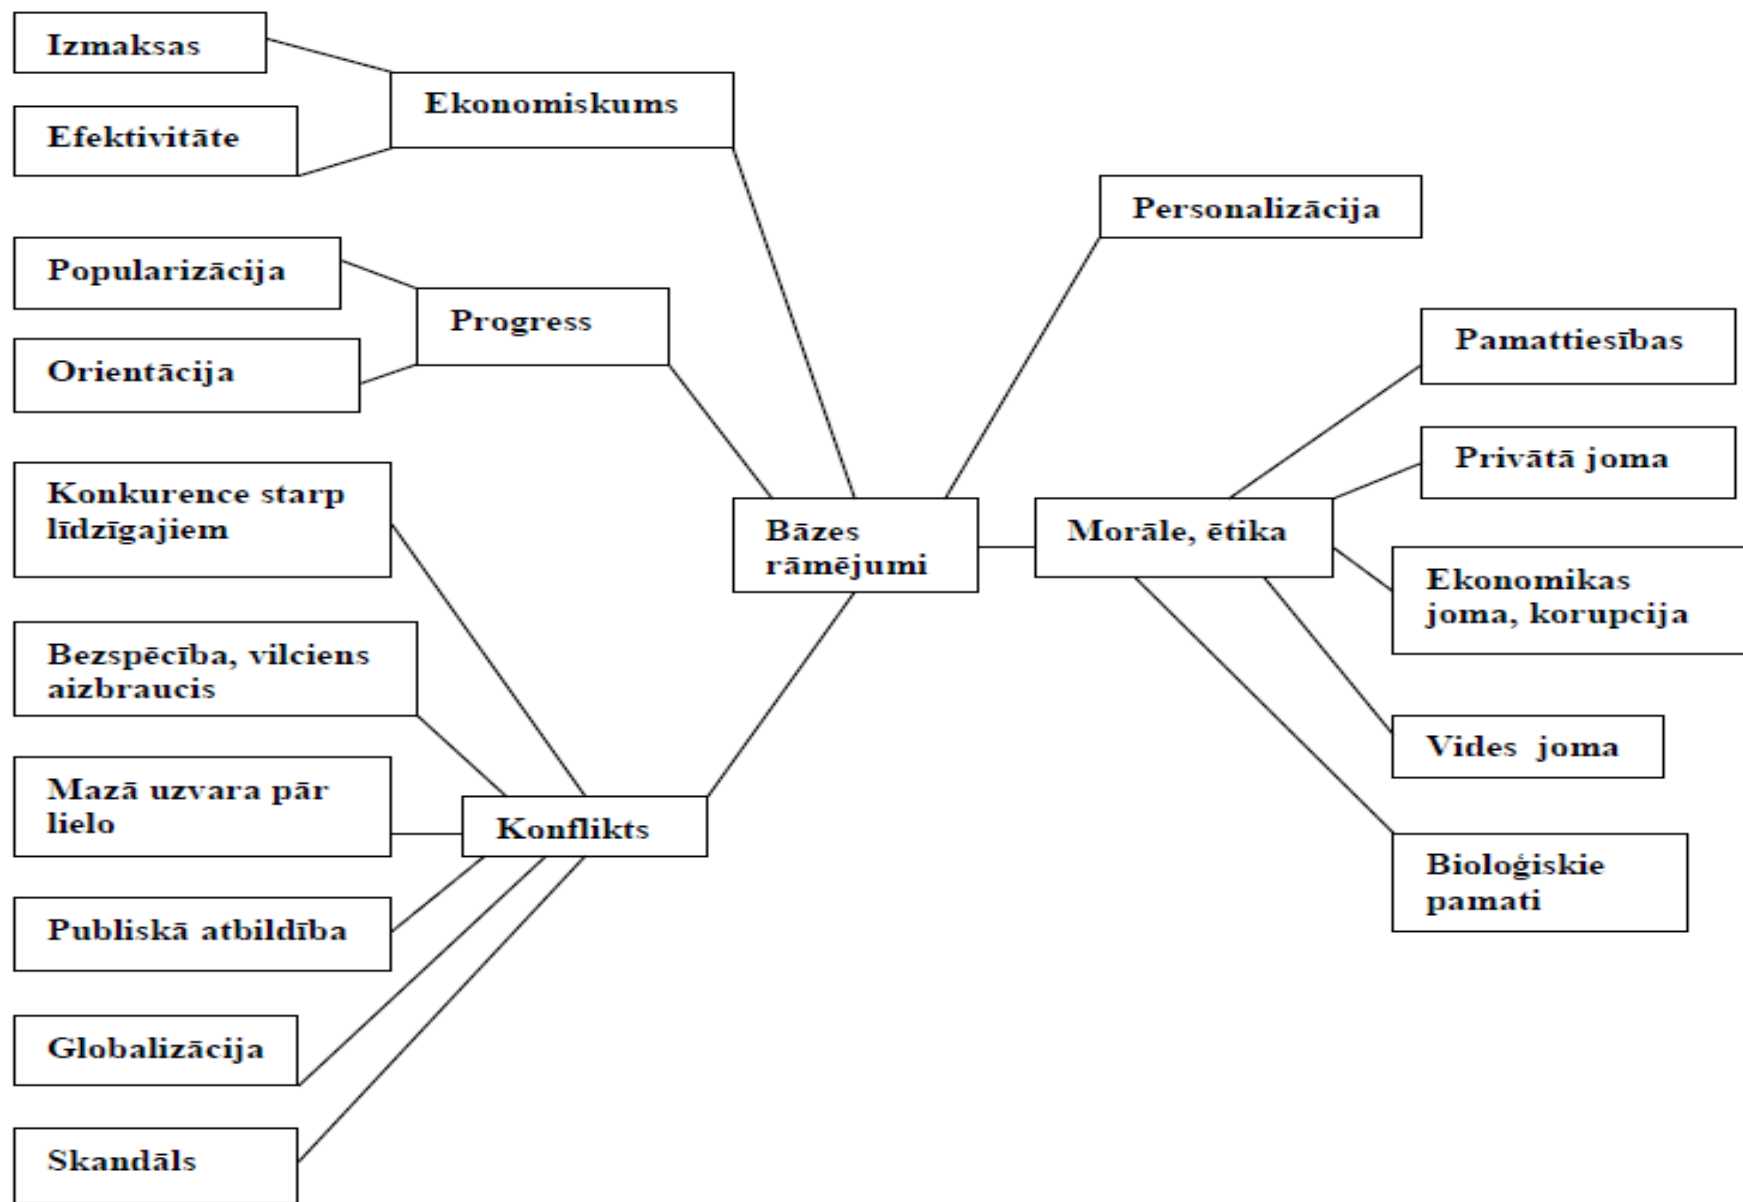 Izmaksas
Ekonomiskums
Efektivitāte
Personalizācija
Popularizācija
Progress
Orientācija
Pamattiesības
Privātā joma
Konkurence starp
līdzīgajiem
Bāzes
rāmējumi
Morāle, ētika
Ekonomikas
joma, korupcija
Bezspēcība, vilciens
aizbraucis
Vides joma
Mazā uzvara pār
lielo
Konflikts
Bioloģiskie
pamati
Publiskā atbildība
Globalizācija
Skandāls